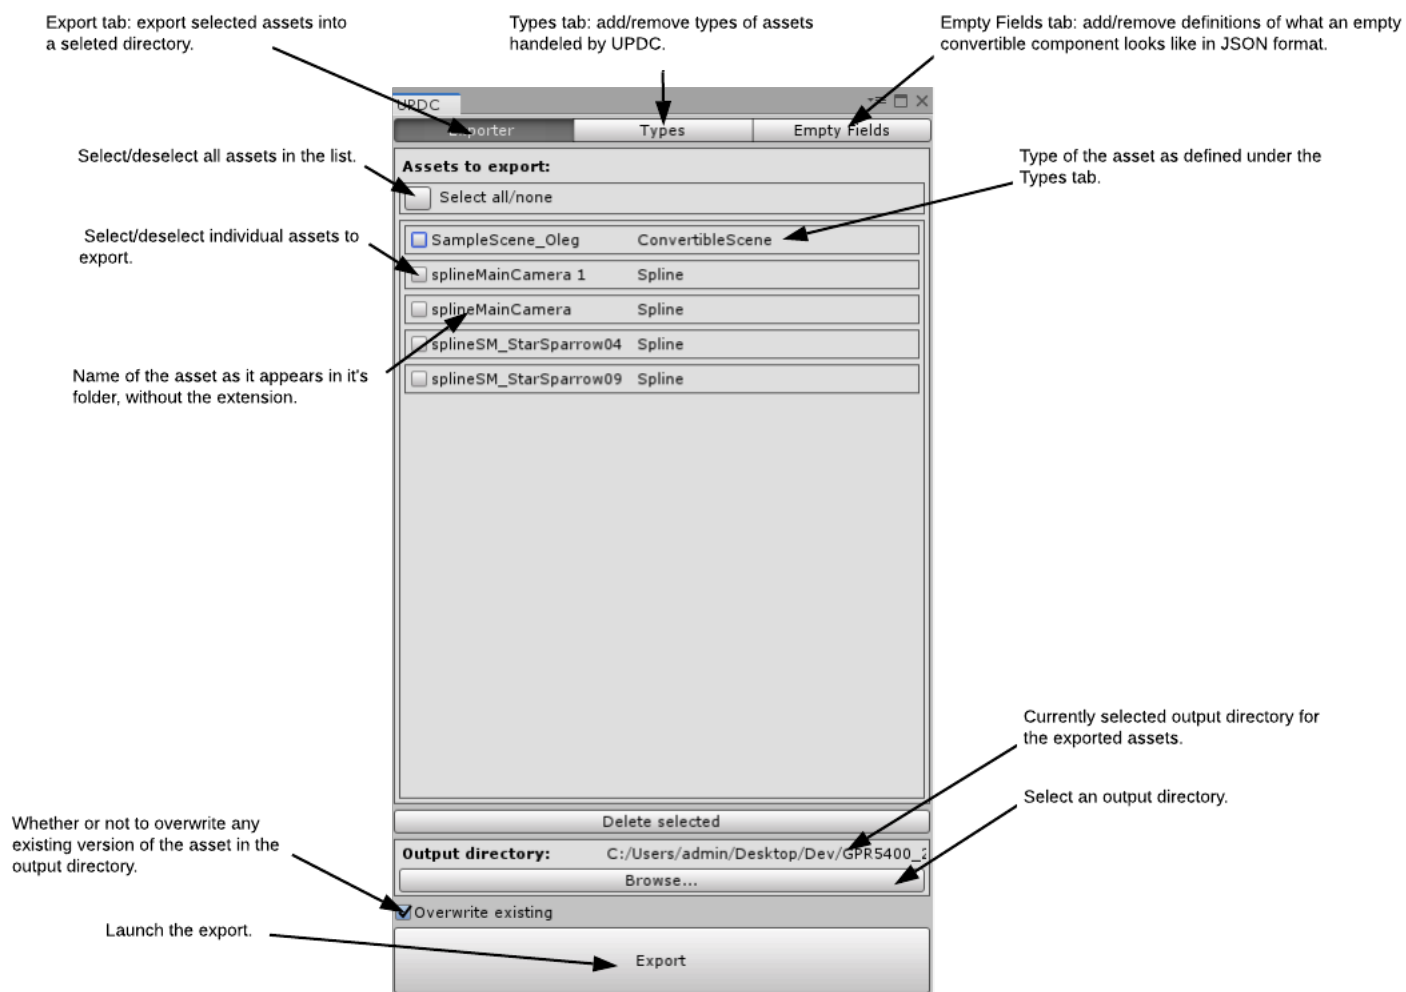 Export tab: export selected assets into
a seleted directory.
Types tab: add/remove types of assets
handeled by UPDC.
Empty Fields tab: add/remove definitions of what an empty
convertible component looks like in JSON format.
UPDC
Exporter
Types
Empty Fields
Select/deselect all assets in the list.
Assets to export:
Type of the asset as defined under the
Types tab.
Select all/none
Select/deselect individual assets to
export.
SampleScene_Oleg ConvertibleScene
splineMainCamera 1 Spline
splineMainCamera Spline
splineSM_StarSparrow04 Spline
splineSM_StarSparrow09 Spline
Name of the asset as it appears in it's
folder, without the extension.
Currently selected output directory for
the exported assets.
Select an output directory.
Delete selected
Whether or not to overwrite any
existing version of the asset in the
output directory.
Output directory: C:/Users/admin/Desktop/Dev/GPR5400_2
Browse...
Overwrite existing
Launch the export.
Export